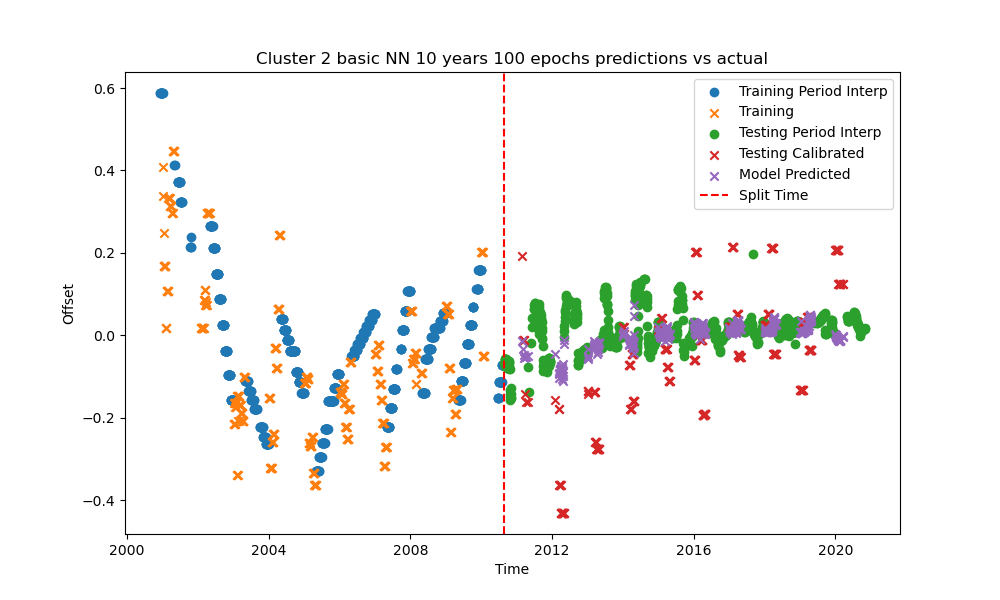 Cluster 2 basic NN 10 years 100 epochs predictions vs actual
Training Period Interp
Training
Testing Period Interp
Testing Calibrated
Model Predicted
Split Time
Offset
0.6
0.4
0.2
0.0
−0.2
−0.4
2000 2004 2008 2012 2016 2020
Time